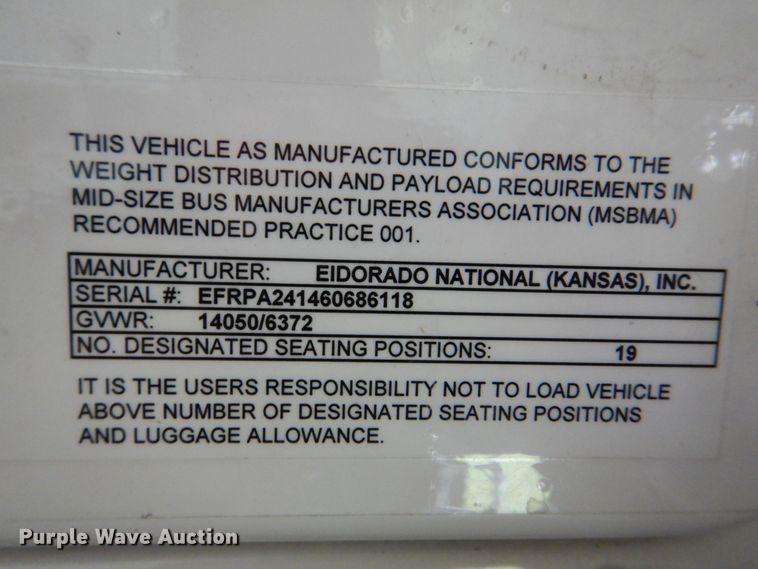 THIS VEHICLE AS MANUFACTURED CONFORMS TO THE
WEIGHT DISTRIBUTION AND PAYLOAD REQUIREMENTS IN
MID-SIZE BUS MANUFACTURERS ASSOCIATION (MSBMA)
RECOMMENDED PRACTICE 001.
MANUFACTURER: EIDORADO NATIONAL (KANSAS), INC.
SERIAL #: EFRPA241460686118
GVWR: 14050/6372
NO. DESIGNATED SEATING POSITIONS: 19
IT IS THE USERS RESPONSIBILITY NOT TO LOAD VEHICLE
ABOVE NUMBER OF DESIGNATED SEATING POSITIONS
AND LUGGAGE ALLOWANCE.
Purple Wave Auction